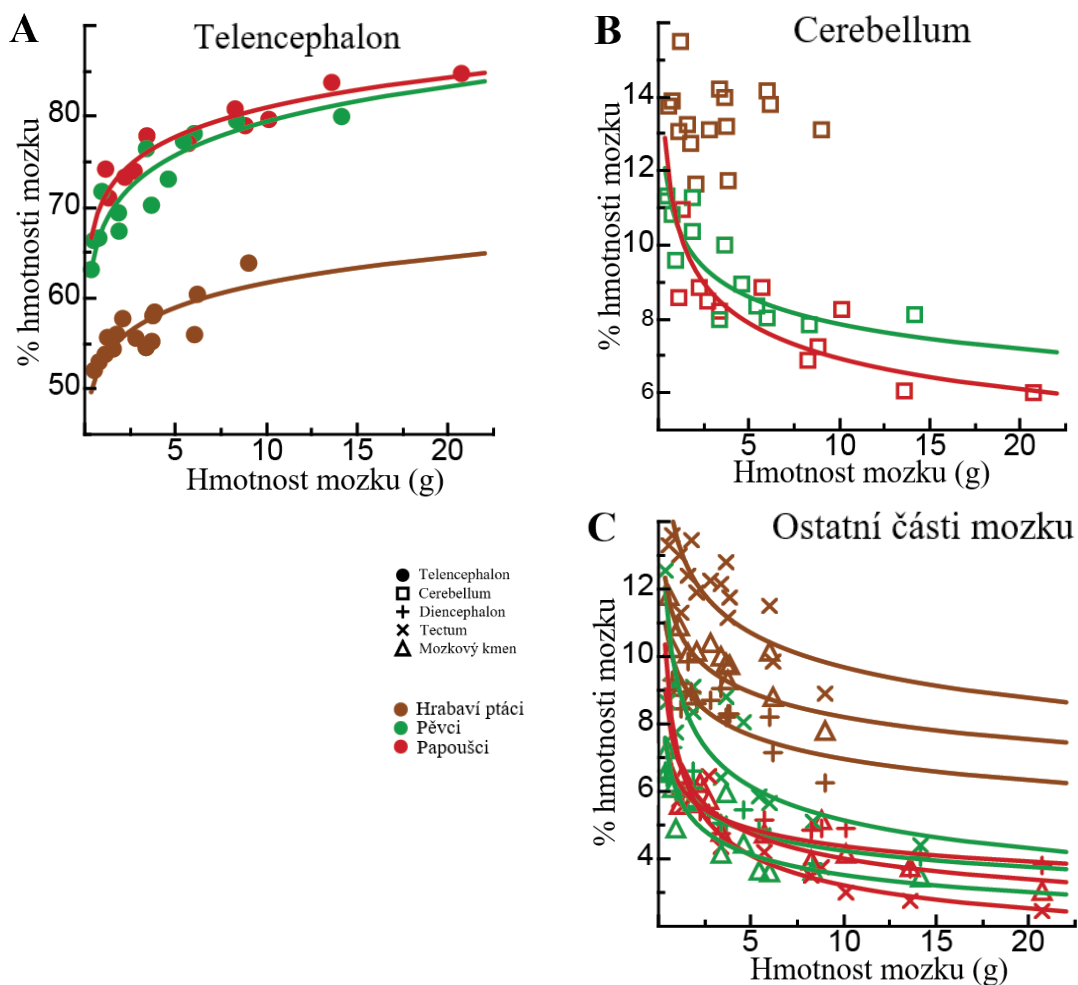 A
Telencephalon
% hmotnosti mozku
80
70
60
50
5
10
15
20
Hmotnost mozku (g)
B
Cerebellum
% hmotnosti mozku
14
12
10
8
6
5
10
15
20
Hmotnost mozku (g)
Telencephalon
Cerebellum
Diencephalon
Tectum
Mozkový kmen
Hrabaví ptáci
Pěvci
Papoušci
C
Ostatní části mozku
% hmotnosti mozku
12
10
8
6
4
5
10
15
20
Hmotnost mozku (g)